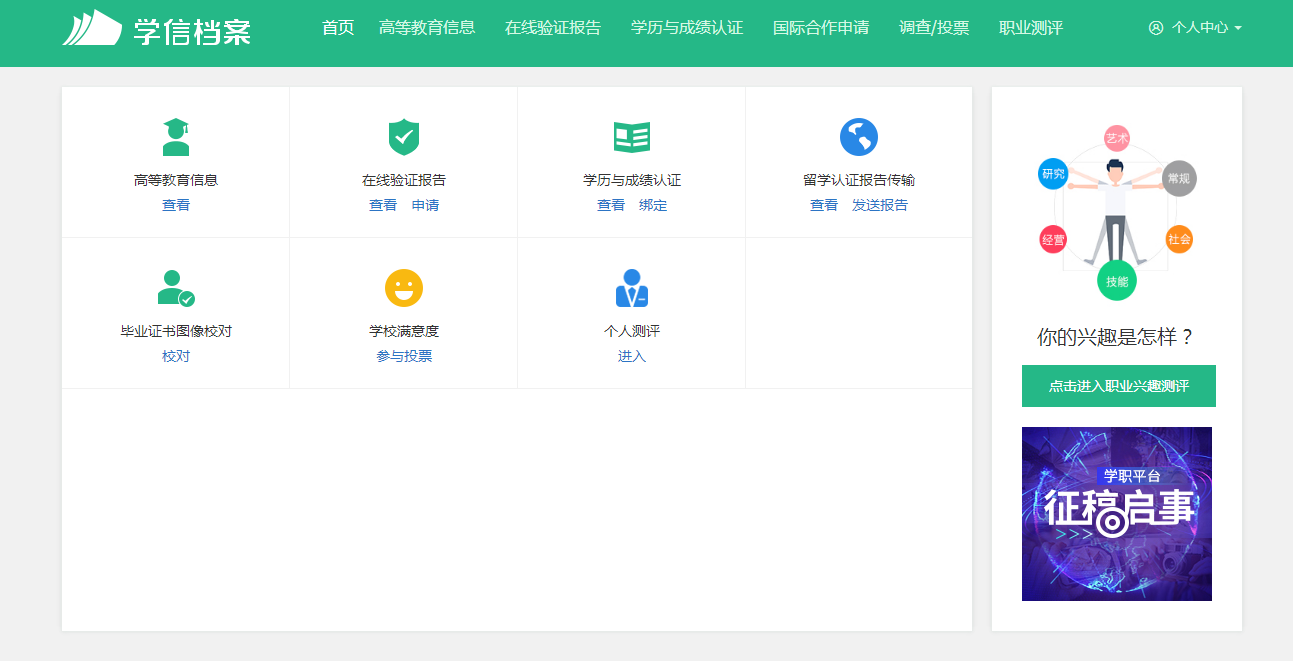 学信档案
首页 高等教育信息 在线验证报告 学历与成绩认证 国际合作申请 调查/投票 职业测评 个人中心
高等教育信息
查看
在线验证报告
查看 申请
学历与成绩认证
查看 绑定
留学认证报告传输
查看 发送报告
毕业证书图像校对
校对
学校满意度
参与投票
个人测评
进入
艺术
研究
常规
经营
社会
技能
你的兴趣是怎样？
点击进入职业兴趣测评
学职平台
征稿启事
>>>